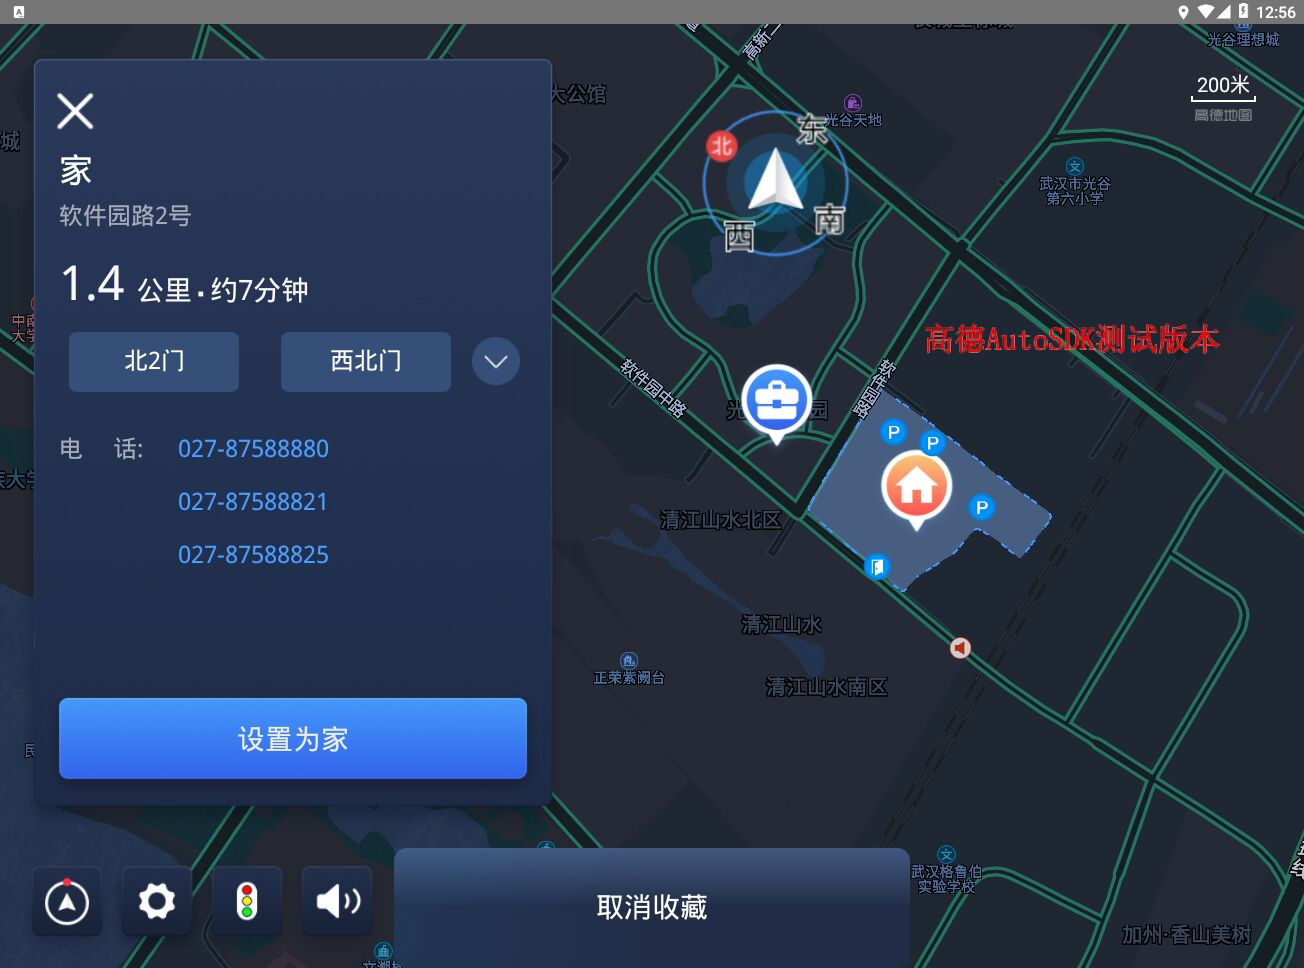 12:56
家
软件园路2号
1.4 公里·约7分钟
北2门
西北门
电 话:
027-87588880
027-87588821
027-87588825
设置为家
取消收藏
200米
高德地图
光谷理想城
高新二
大公馆
光谷天地
北
东
南
西
武汉市光谷
第六小学
高德AutoSDK测试版本
城
软件园中路
软件园路
P
P
P
清江山水北区
清江山水
清江山水南区
正荣紫阙台
武汉格鲁伯
实验学校
加州·香山美树